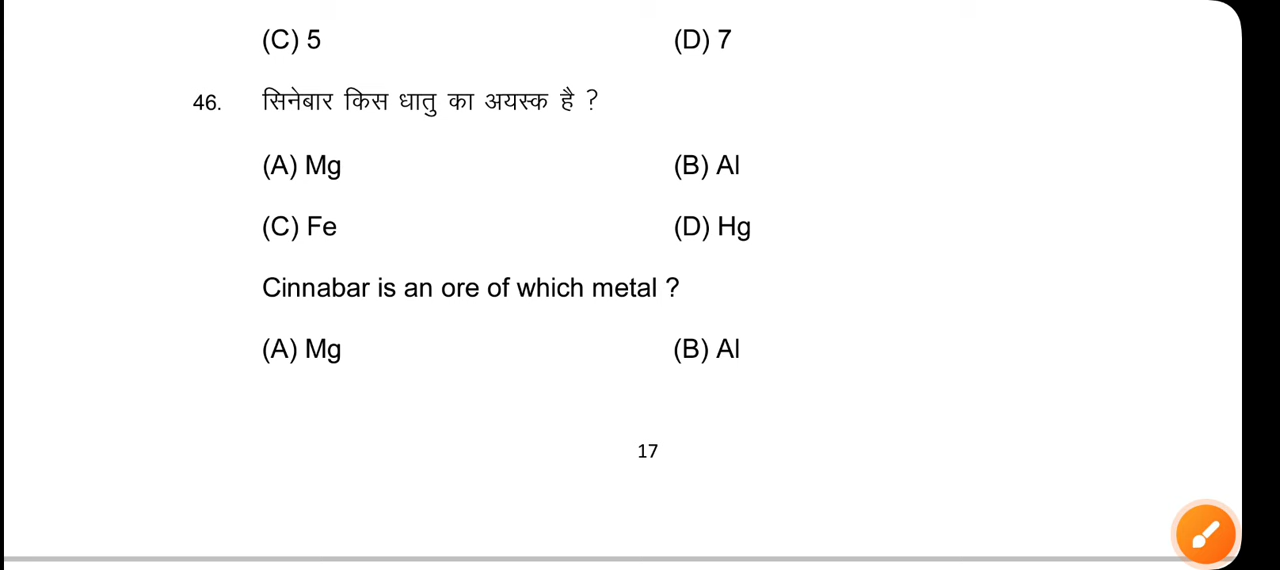 (C) 5 (D) 7
46. सिनेबार किस धातु का अयस्क है ?
(A) Mg (B) Al
(C) Fe (D) Hg
Cinnabar is an ore of which metal ?
(A) Mg (B) Al
17